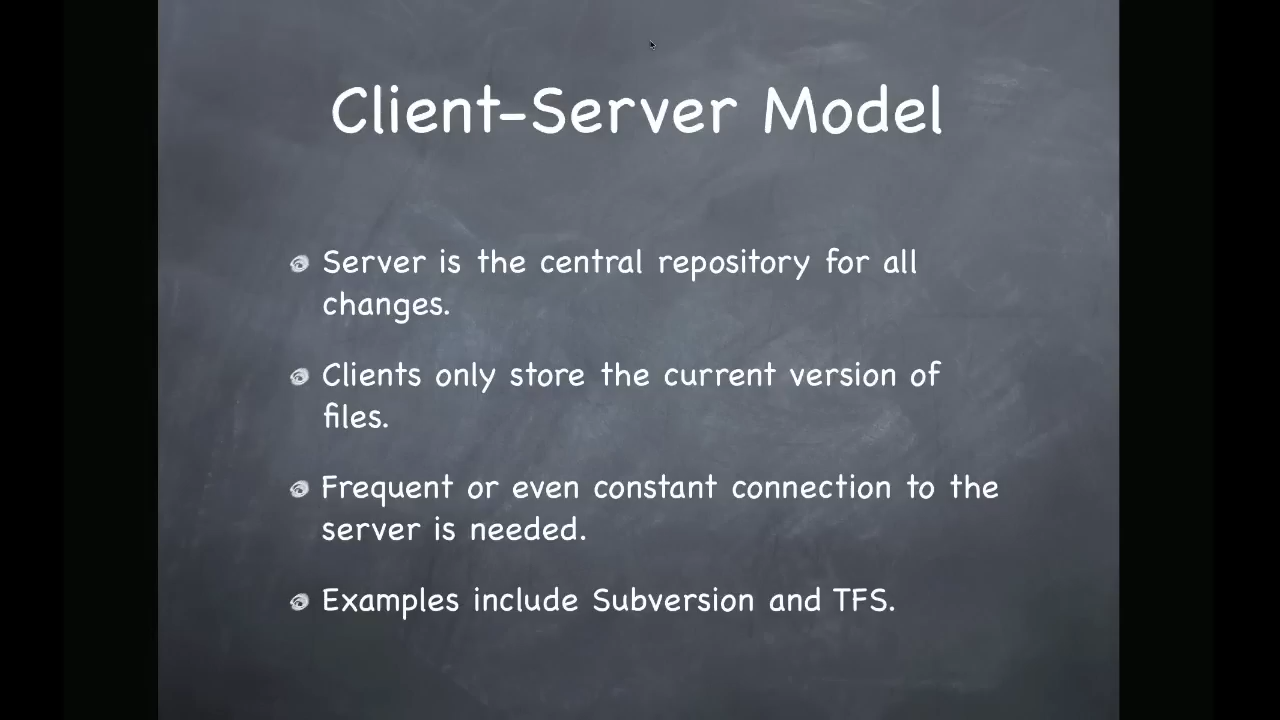 Client-Server Model
Server is the central repository for all
changes.
Clients only store the current version of
files.
Frequent or even constant connection to the
server is needed.
Examples include Subversion and TFS.